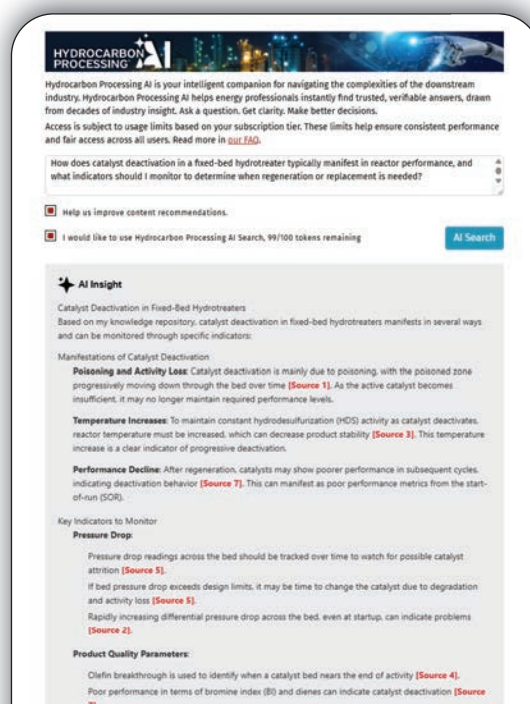 HYDROCARBON
PROCESSING AI
Hydrocarbon Processing AI is your intelligent companion for navigating the complexities of the downstream
industry. Hydrocarbon Processing AI helps energy professionals instantly find trusted, verifiable answers, drawn
from decades of industry insight. Ask a question. Get clarity. Make better decisions.
Access is subject to usage limits based on your subscription tier. These limits help ensure consistent performance
and fair access across all users. Read more in our FAQ.
How does catalyst deactivation in a fixed-bed hydrotreater typically manifest in reactor performance, and
what indicators should I monitor to determine when regeneration or replacement is needed?
Help us improve content recommendations.
I would like to use Hydrocarbon Processing AI Search, 99/100 tokens remaining
AI Search
AI Insight
Catalyst Deactivation in Fixed-Bed Hydrotreaters
Based on my knowledge repository, catalyst deactivation in fixed-bed hydrotreaters manifests in several ways
and can be monitored through specific indicators:
Manifestations of Catalyst Deactivation
Poisoning and Activity Loss: Catalyst deactivation is mainly due to poisoning, with the poisoned zone
progressively moving down through the bed over time [Source 1]. As the active catalyst becomes
insufficient, it may no longer maintain required performance levels.
Temperature Increases: To maintain constant hydrodesulfurization (HDS) activity as catalyst deactivates,
reactor temperature must be increased, which can decrease product stability [Source 3]. This temperature
increase is a clear indicator of progressive deactivation.
Performance Decline: After regeneration, catalysts may show poorer performance in subsequent cycles,
indicating deactivation behavior [Source 7]. This can manifest as poor performance metrics from the start-
of-run (SOR).
Key Indicators to Monitor
Pressure Drop:
Pressure drop readings across the bed should be tracked over time to watch for possible catalyst
attrition [Source 5].
If bed pressure drop exceeds design limits, it may be time to change the catalyst due to degradation
and activity loss [Source 5].
Rapidly increasing differential pressure drop across the bed, even at startup, can indicate problems
[Source 2].
Product Quality Parameters:
Olefin breakthrough is used to identify when a catalyst bed nears the end of activity [Source 4].
Poor performance in terms of bromine index (BI) and dienes can indicate catalyst deactivation [Source